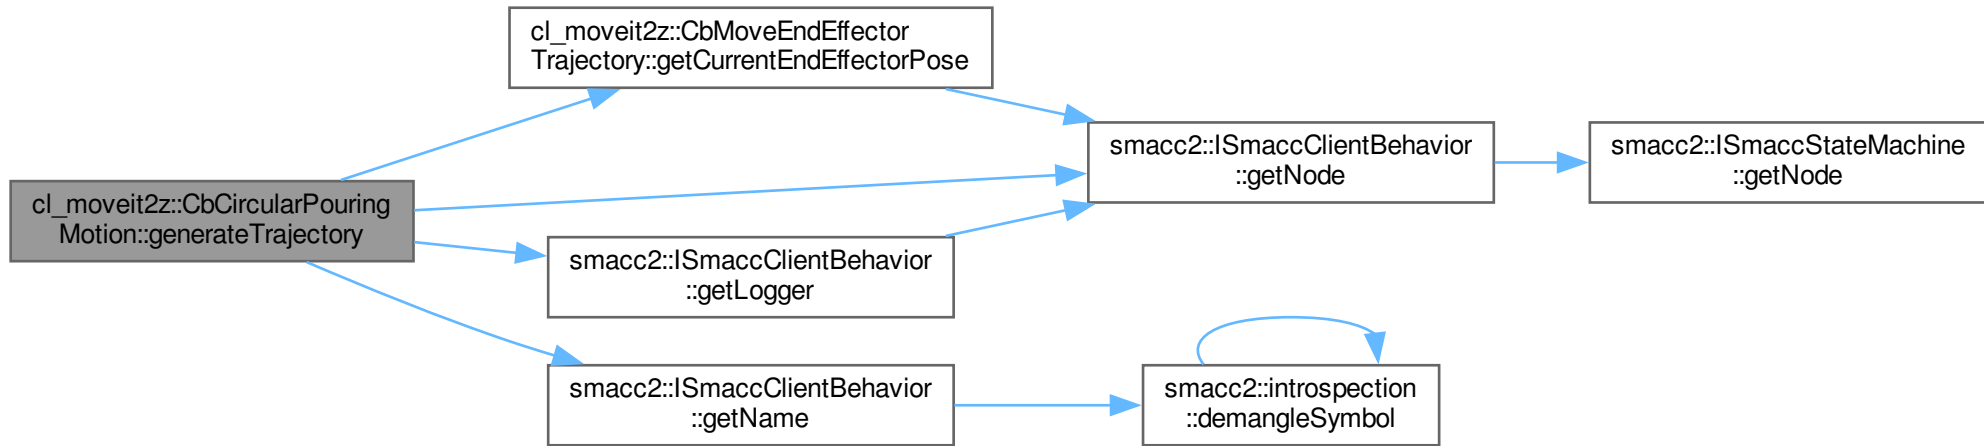 cl_moveit2z::CbMoveEndEffector
Trajectory::getCurrentEndEffectorPose
smacc2::ISmaccClientBehavior
::getNode
smacc2::ISmaccStateMachine
::getNode
cl_moveit2z::CbCircularPouring
Motion::generateTrajectory
smacc2::ISmaccClientBehavior
::getLogger
smacc2::ISmaccClientBehavior
::getName
smacc2::introspection
::demangleSymbol